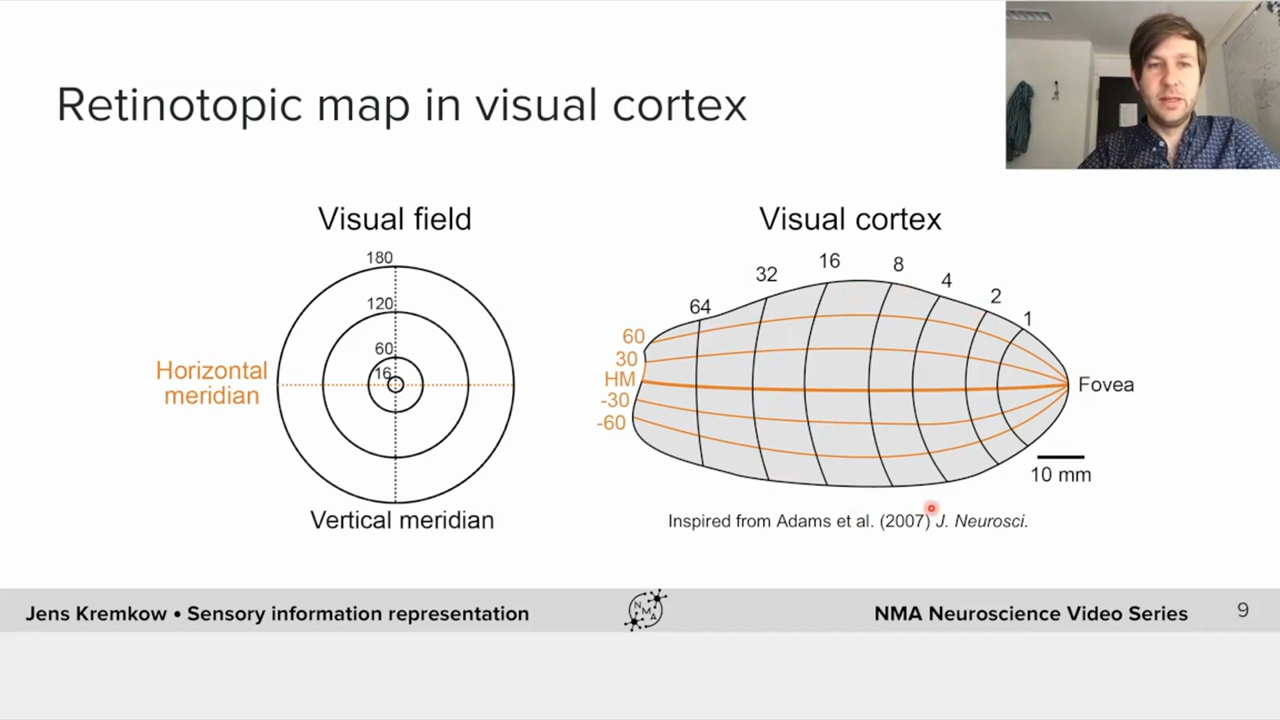 Retinotopic map in visual cortex
Visual field
180
120
60
16
Horizontal
meridian
Vertical meridian
Visual cortex
64
32
16
8
4
2
1
60
30
HM
-30
-60
Fovea
10 mm
Inspired from Adams et al. (2007) J. Neurosci.
Jens Kremkow • Sensory information representation
N
M
A
NMA Neuroscience Video Series
9